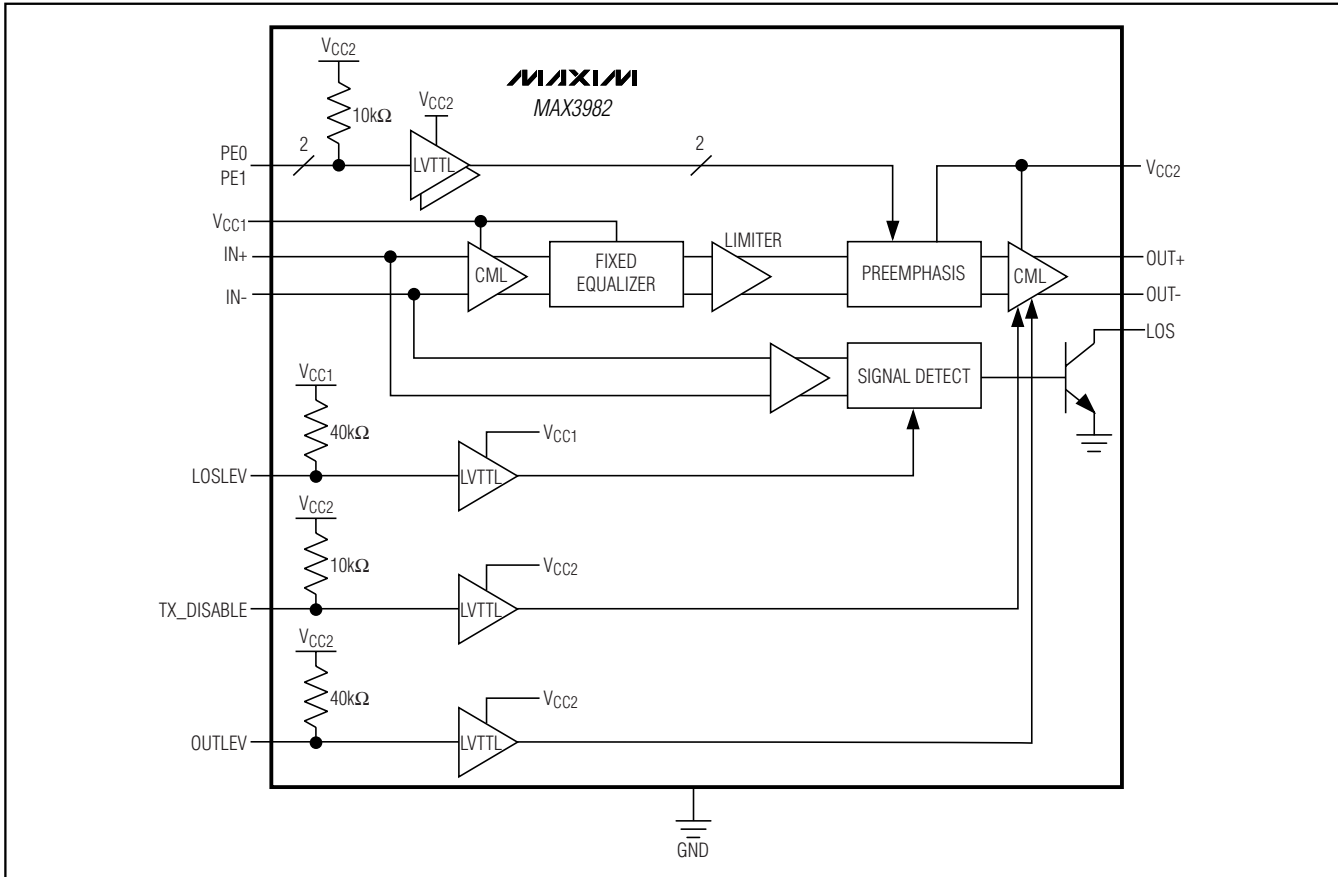 VCC2
10kΩ
MAXIM
MAX3982
VCC2
PE0
PE1
2
LVTTL
2
VCC2
VCC1
IN+
IN-
CML
FIXED
EQUALIZER
LIMITER
PREEMPHASIS
CML
OUT+
OUT-
LOS
SIGNAL DETECT
VCC1
40kΩ
LOSLEV
LVTTL
VCC1
VCC2
10kΩ
TX_DISABLE
LVTTL
VCC2
VCC2
40kΩ
OUTLEV
LVTTL
VCC2
GND